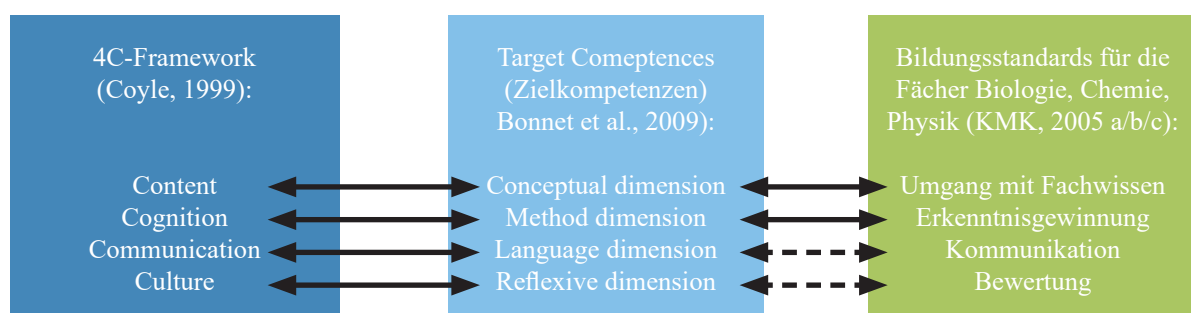 4C-Framework
(Coyle, 1999):
Content
Cognition
Communication
Culture
Target Comeptences
(Zielkompetenzen)
Bonnet et al., 2009):
Conceptual dimension
Method dimension
Language dimension
Reflexive dimension
Bildungsstandards für die
Fächer Biologie, Chemie,
Physik (KMK, 2005 a/b/c):
Umgang mit Fachwissen
Erkenntnisgewinnung
Kommunikation
Bewertung